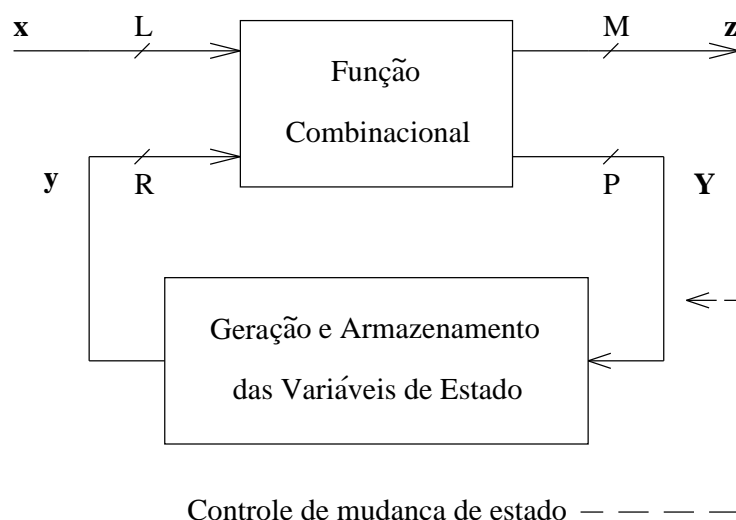 x
L
M
z
Função
Combinacional
y
R
P
Y
Geração e Armazenamento
das Variáveis de Estado
Controle de mudanca de estado